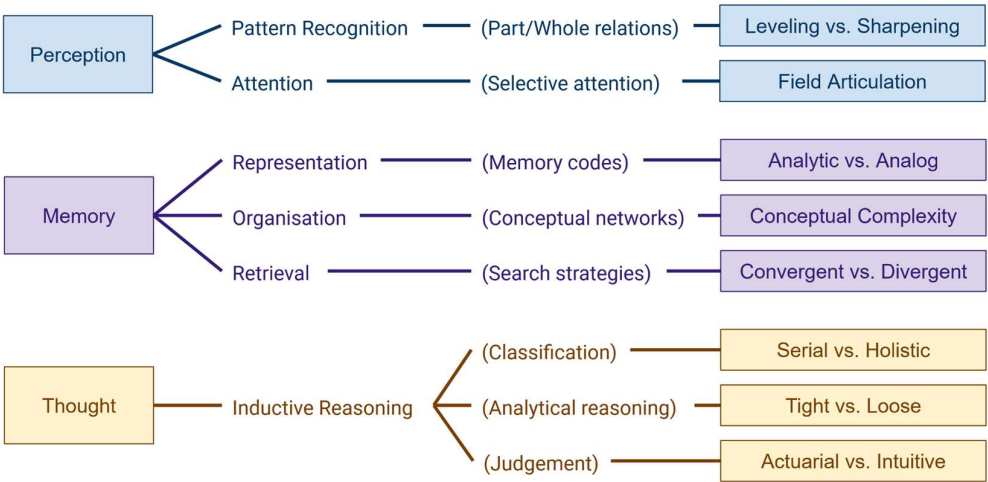 Perception
Pattern Recognition (Part/Whole relations) Leveling vs. Sharpening
Attention (Selective attention) Field Articulation
Memory
Representation (Memory codes) Analytic vs. Analog
Organisation (Conceptual networks) Conceptual Complexity
Retrieval (Search strategies) Convergent vs. Divergent
Thought
Inductive Reasoning
(Classification) Serial vs. Holistic
(Analytical reasoning) Tight vs. Loose
(Judgement) Actuarial vs. Intuitive